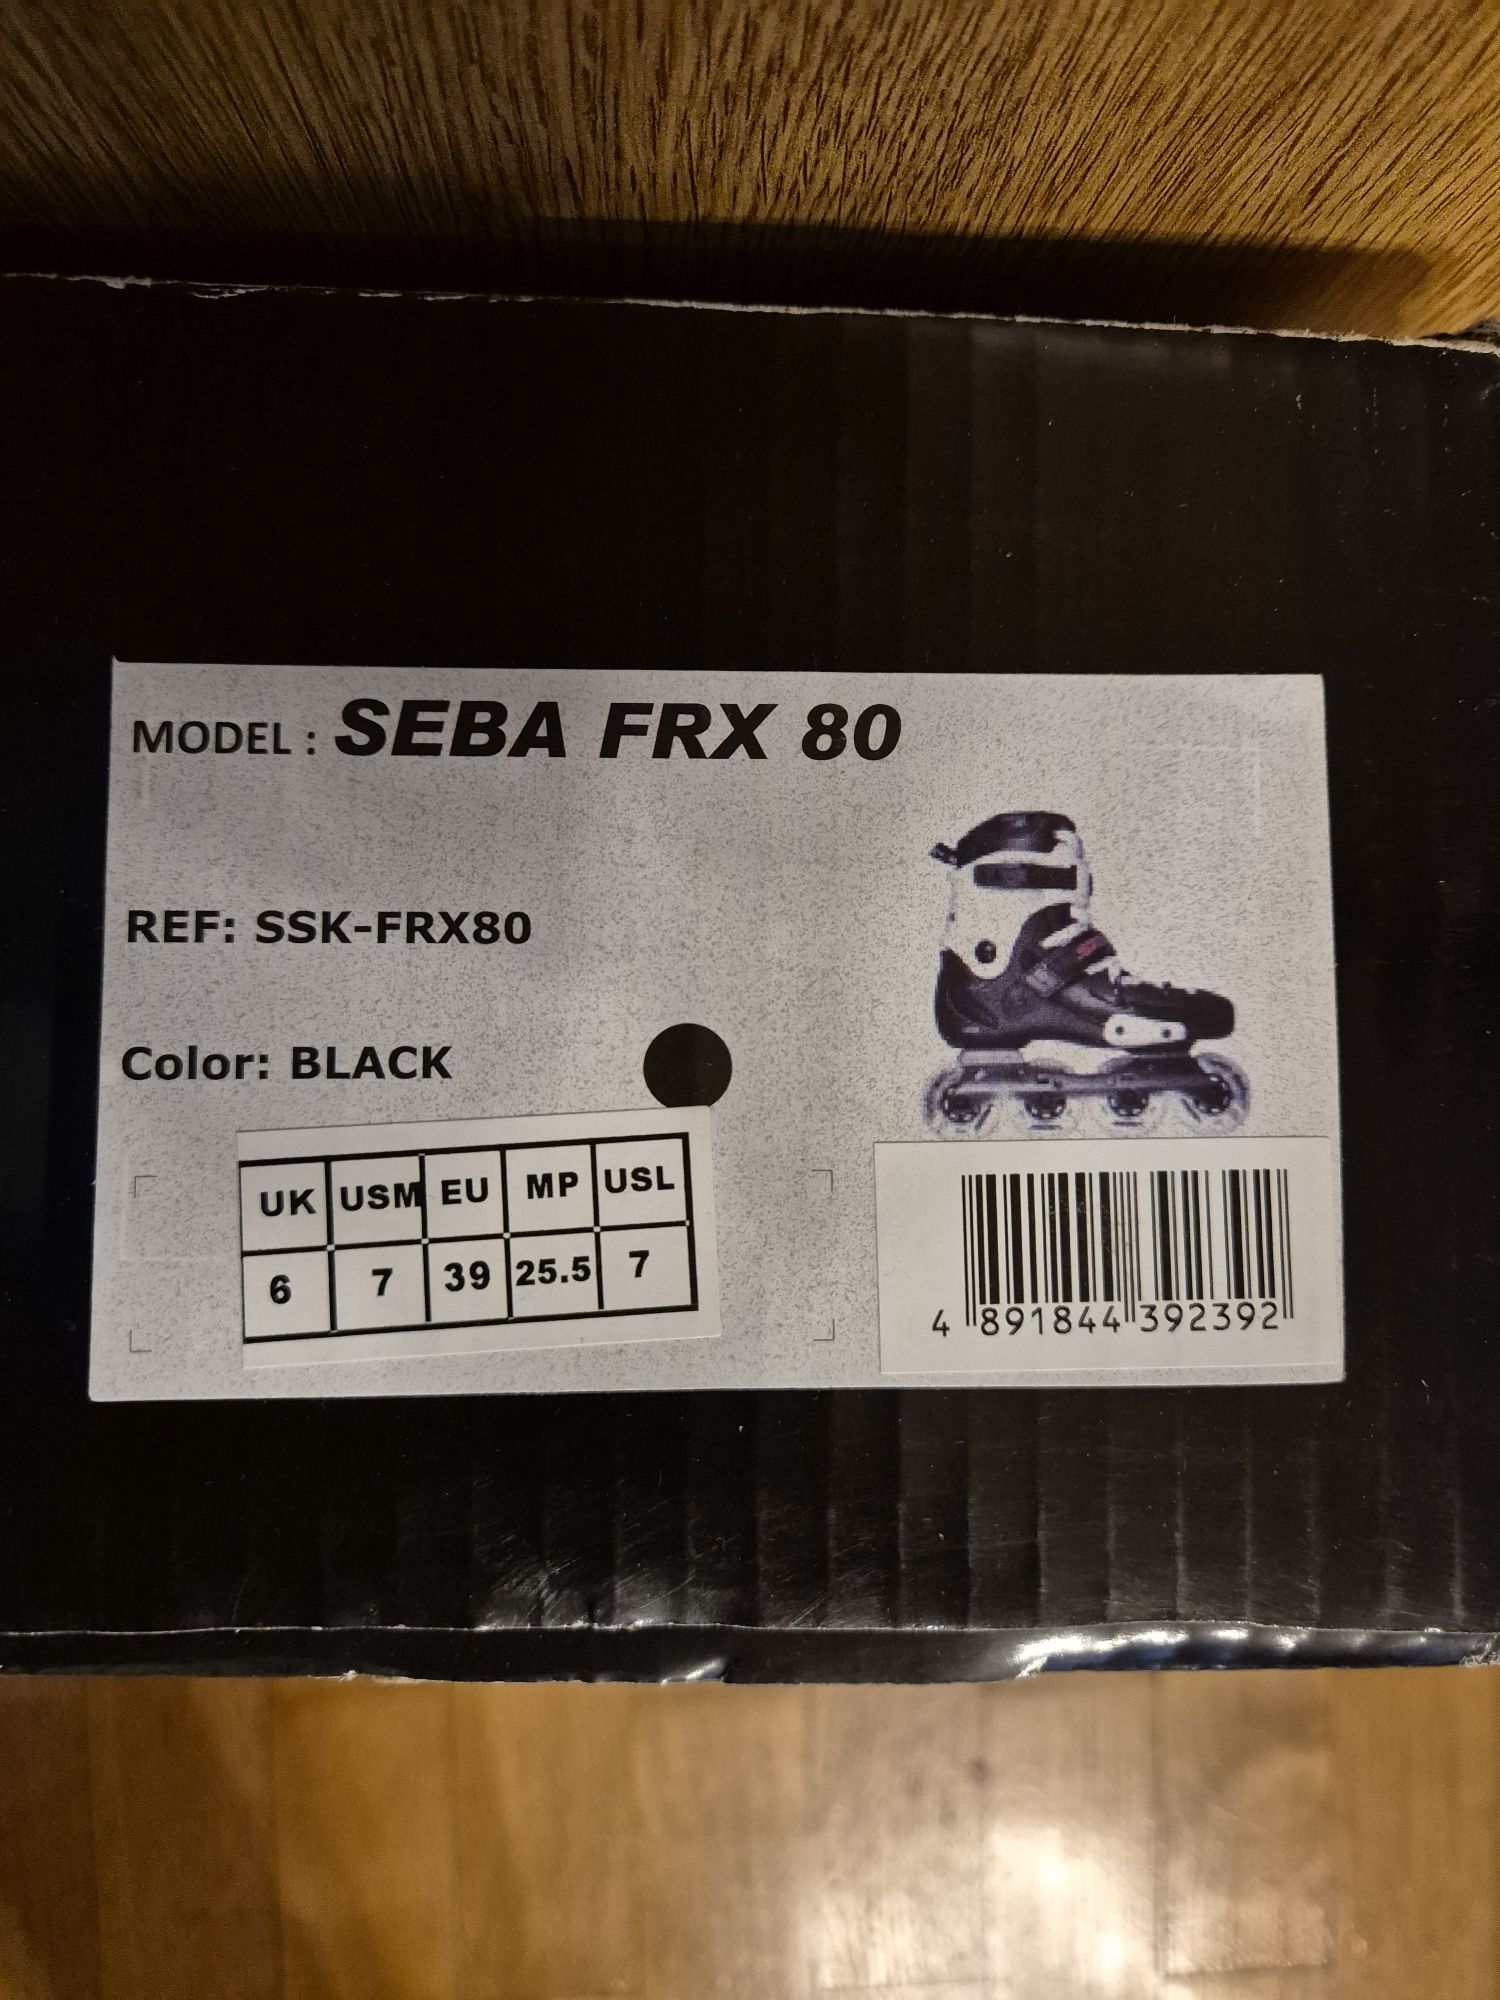 MODEL : SEBA FRX 80
REF: SSK-FRX80
Color: BLACK
UK USM EU MP USL
6 7 39 25.5 7
4 891844 392392